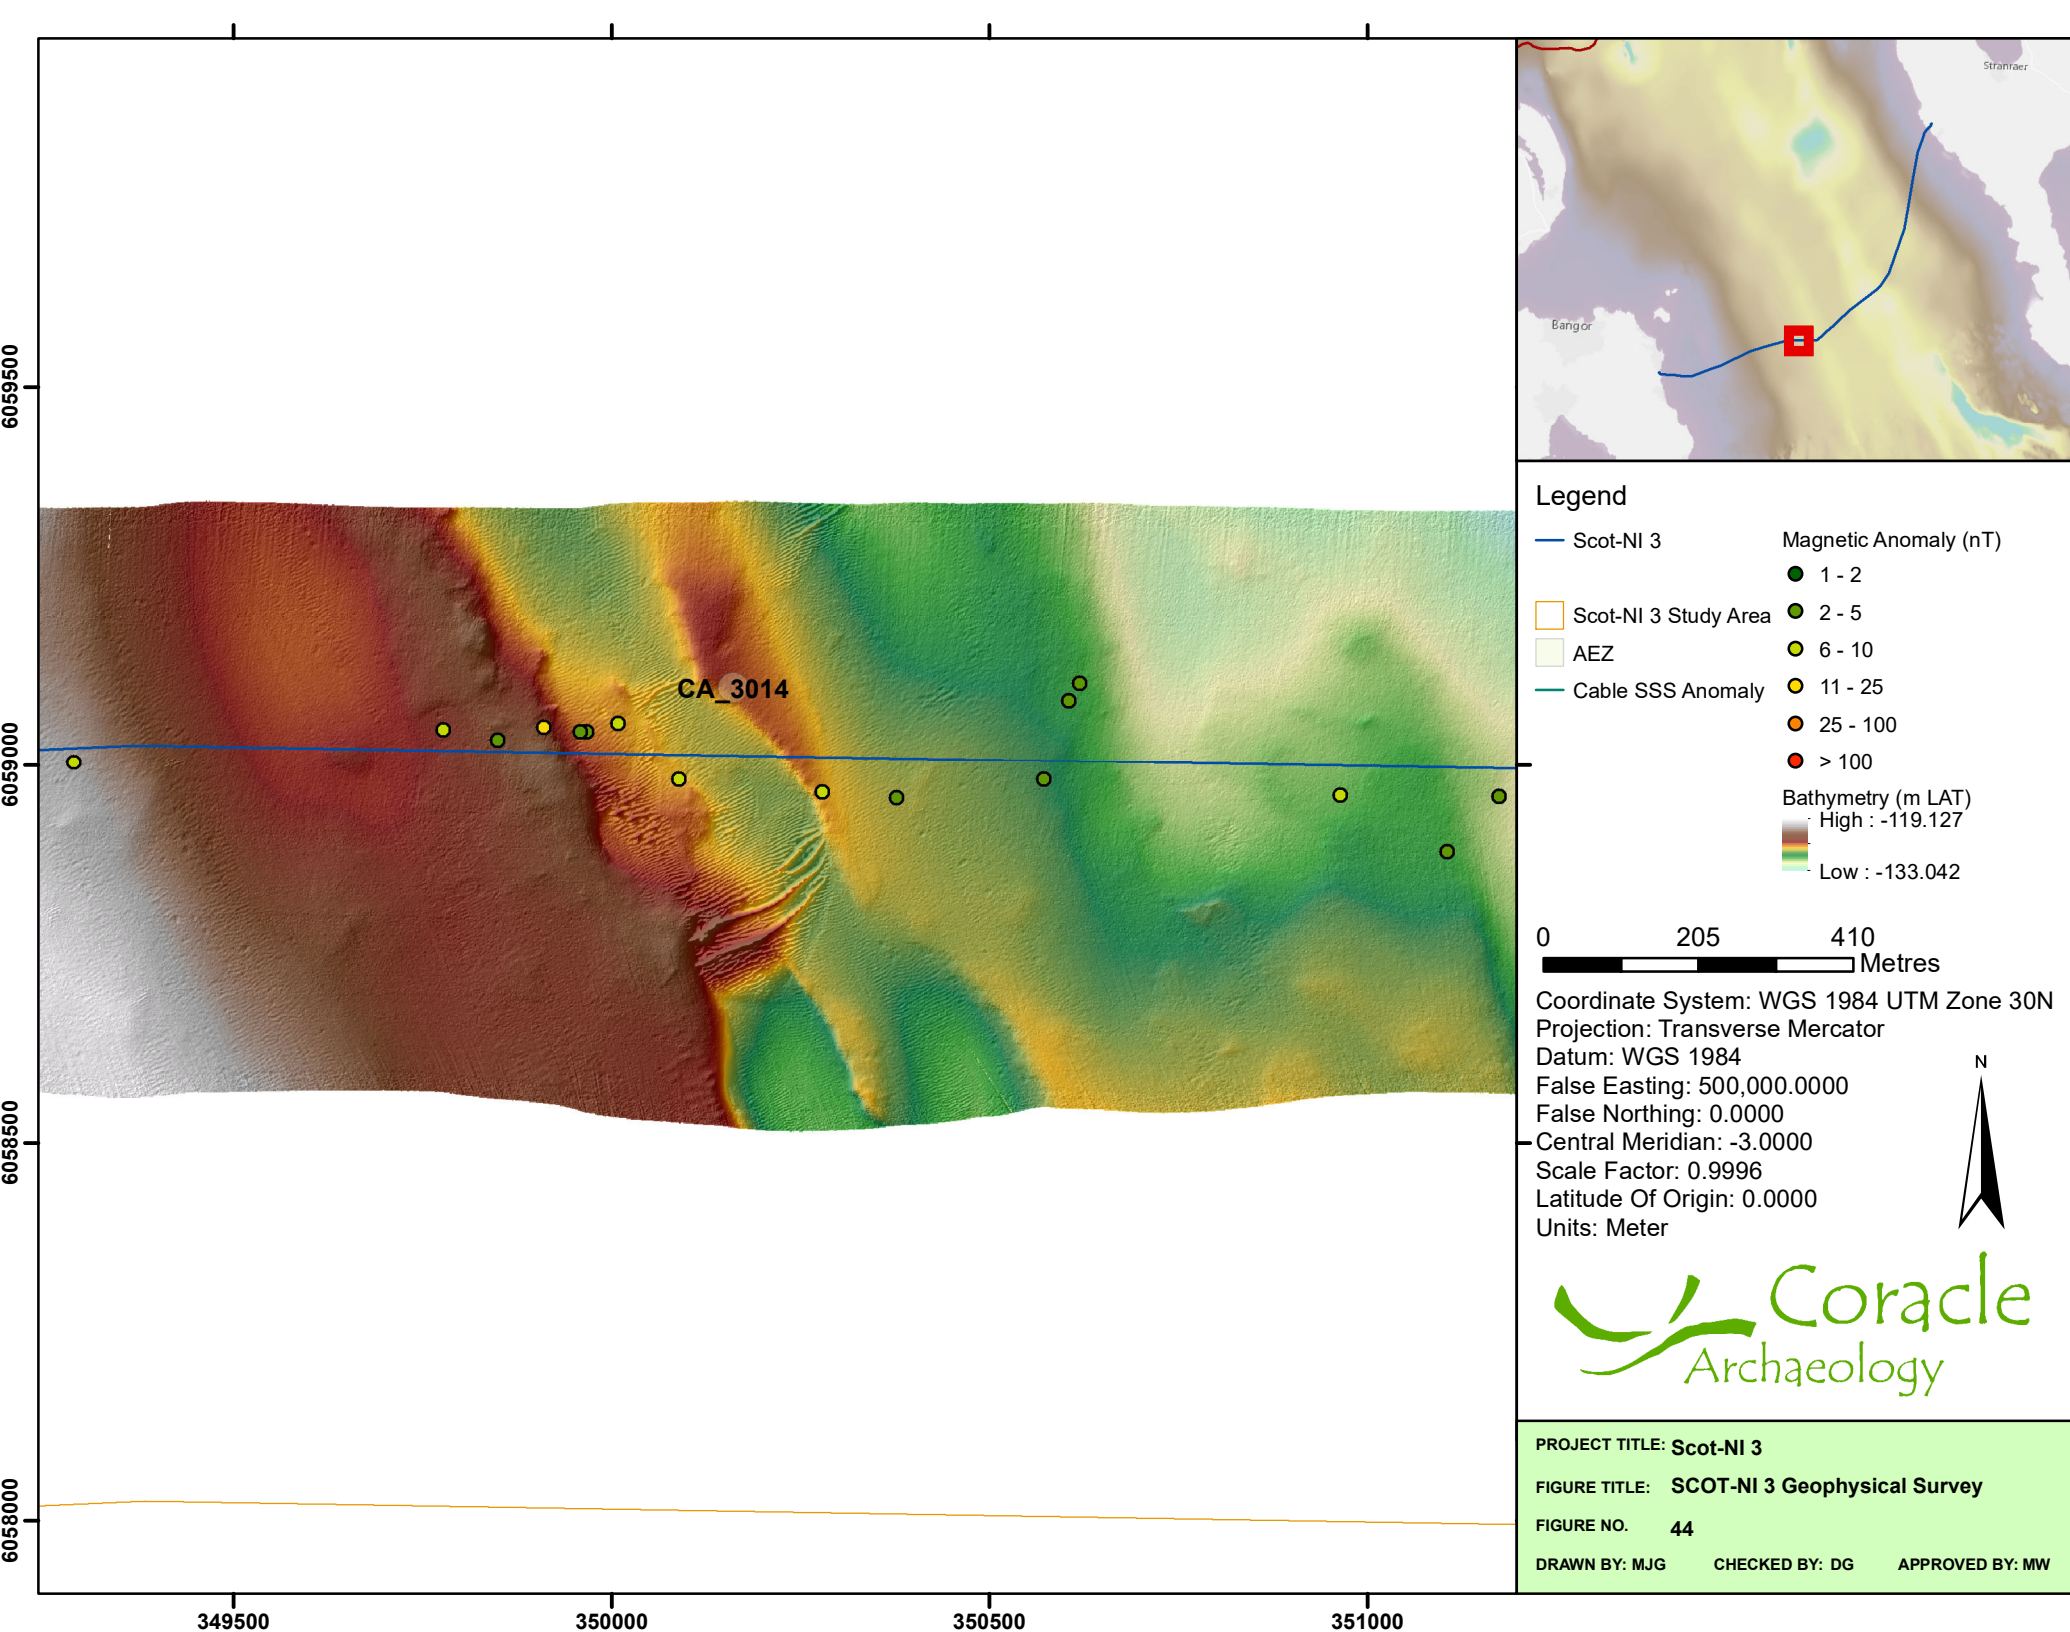 6059500
6059000
6058500
6058000
349500
350000
350500
351000
CA_3014
Stranraer
Bangor
Legend
Scot-NI 3
Scot-NI 3 Study Area
AEZ
Cable SSS Anomaly
Magnetic Anomaly (nT)
1 - 2
2 - 5
6 - 10
11 - 25
25 - 100
> 100
Bathymetry (m LAT)
High : -119.127
Low : -133.042
0 205 410
Metres
Coordinate System: WGS 1984 UTM Zone 30N
Projection: Transverse Mercator
Datum: WGS 1984
False Easting: 500,000.0000
False Northing: 0.0000
Central Meridian: -3.0000
Scale Factor: 0.9996
Latitude Of Origin: 0.0000
Units: Meter
N
Coracle
Archaeology
PROJECT TITLE: Scot-NI 3
FIGURE TITLE: SCOT-NI 3 Geophysical Survey
FIGURE NO. 44
DRAWN BY: MJG CHECKED BY: DG APPROVED BY: MW